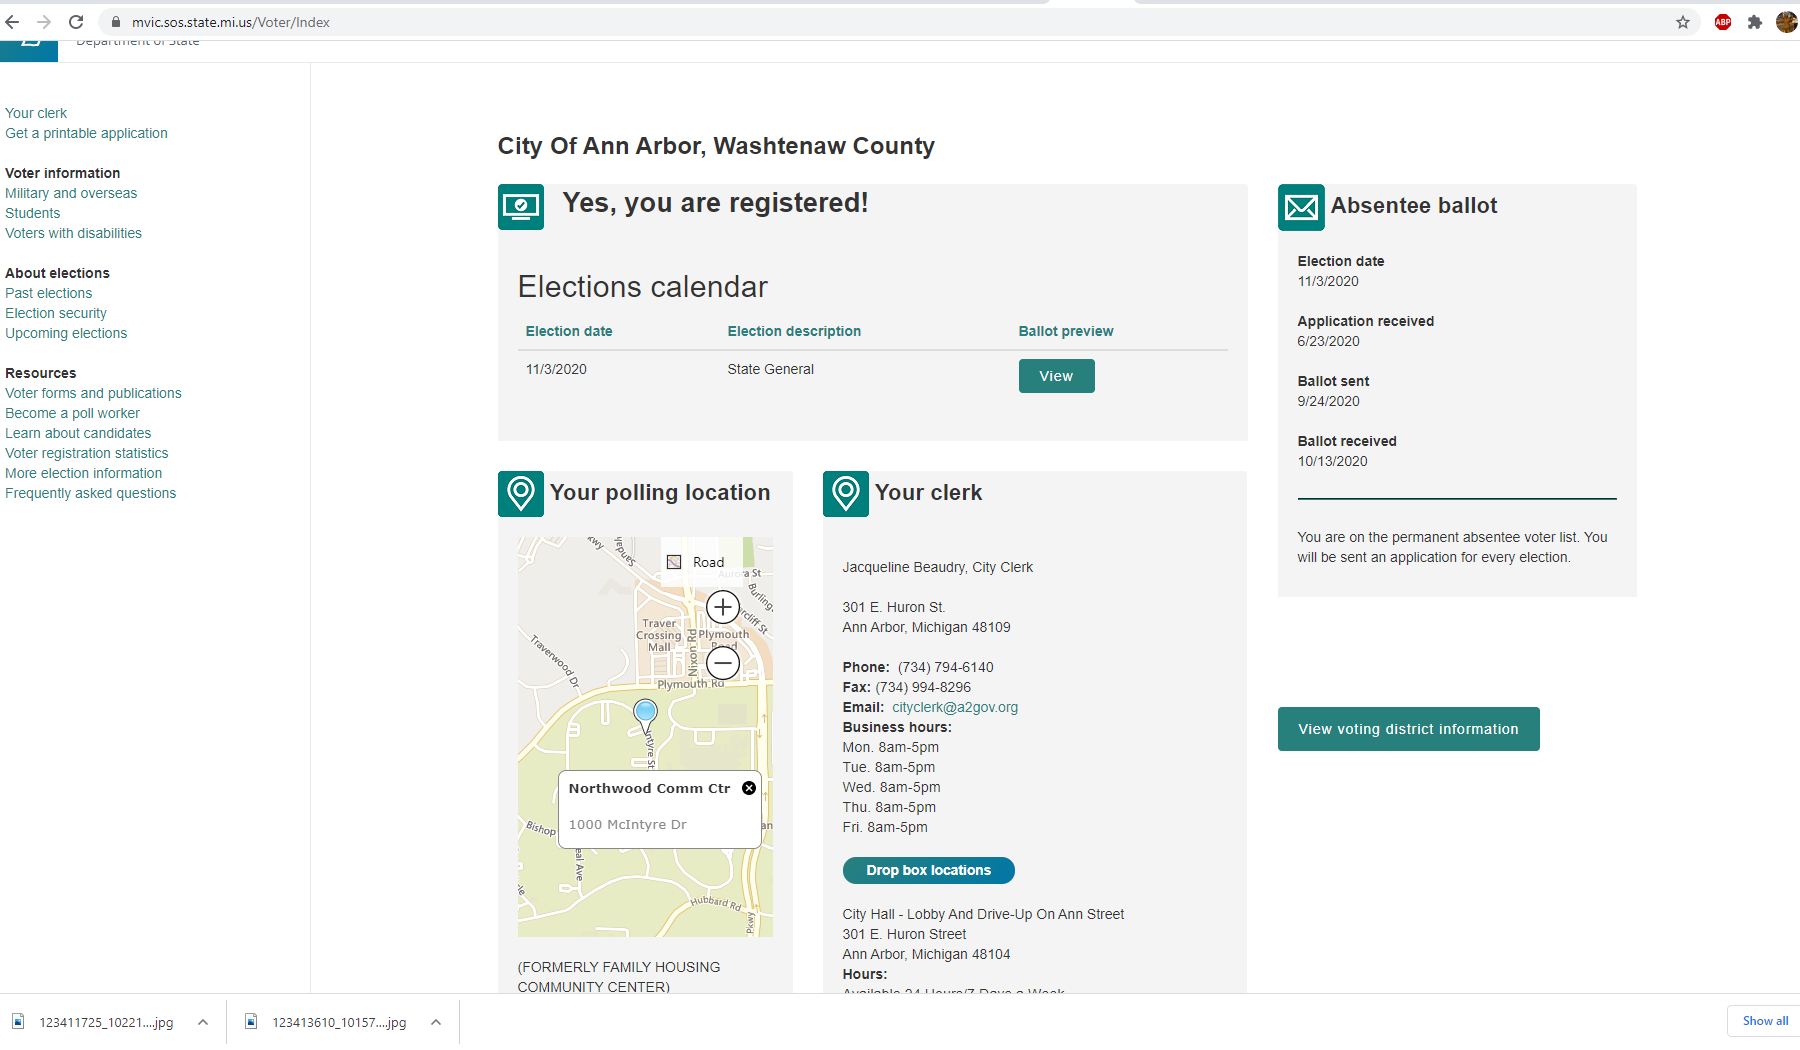 mvic.sos.state.mi.us/Voter/Index
ABP
Department of State
Your clerk
Get a printable application
Voter information
Military and overseas
Students
Voters with disabilities
About elections
Past elections
Election security
Upcoming elections
Resources
Voter forms and publications
Become a poll worker
Learn about candidates
Voter registration statistics
More election information
Frequently asked questions
City Of Ann Arbor, Washtenaw County
Yes, you are registered!
Elections calendar
Election date Election description Ballot preview
11/3/2020 State General View
Absentee ballot
Election date
11/3/2020
Application received
6/23/2020
Ballot sent
9/24/2020
Ballot received
10/13/2020
You are on the permanent absentee voter list. You
will be sent an application for every election.
View voting district information
Your polling location
Road
Aurora St
Traver
Crossing
Mall
Nixon Rd
Plymouth
Road
Traverwood Dr
Plymouth Rd
Northwood Comm Ctr
1000 McIntyre Dr
Bishop
Hubbard Rd
Pkwy
(FORMERLY FAMILY HOUSING
COMMUNITY CENTER)
Your clerk
Jacqueline Beaudry, City Clerk
301 E. Huron St.
Ann Arbor, Michigan 48109
Phone: (734) 794-6140
Fax: (734) 994-8296
Email: cityclerk@a2gov.org
Business hours:
Mon. 8am-5pm
Tue. 8am-5pm
Wed. 8am-5pm
Thu. 8am-5pm
Fri. 8am-5pm
Drop box locations
City Hall - Lobby And Drive-Up On Ann Street
301 E. Huron Street
Ann Arbor, Michigan 48104
Hours:
Available 24 Hours/7 Days a Week
123411725_10221....jpg
123413610_10157....jpg
Show all